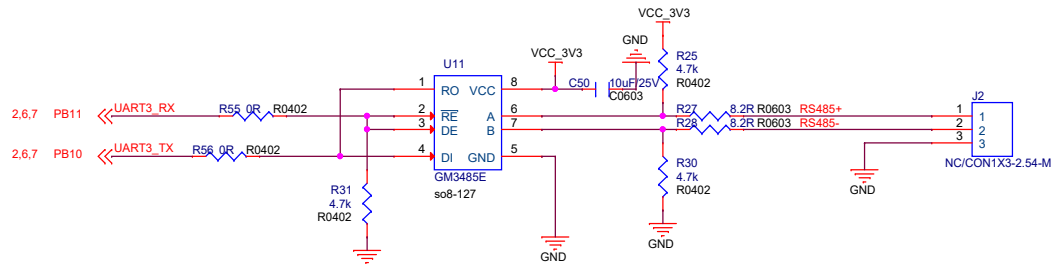 VCC_3V3
GND
VCC_3V3
R25
4.7k
R0402
U11
C50 10uF/25V
C0603
1 RO VCC 8
2,6,7 PB11 UART3_RX R55 0R R0402
2 RE A 6
R27 8.2R R0603 RS485+
3 DE B 7
R28 8.2R R0603 RS485-
J2
1 1
2 2
3 3
NC/CON1X3-2.54-M
2,6,7 PB10 UART3_TX R56 0R R0402
4 DI GND 5
GM3485E
so8-127
R31
4.7k
R0402
R30
4.7k
R0402
GND
GND
GND